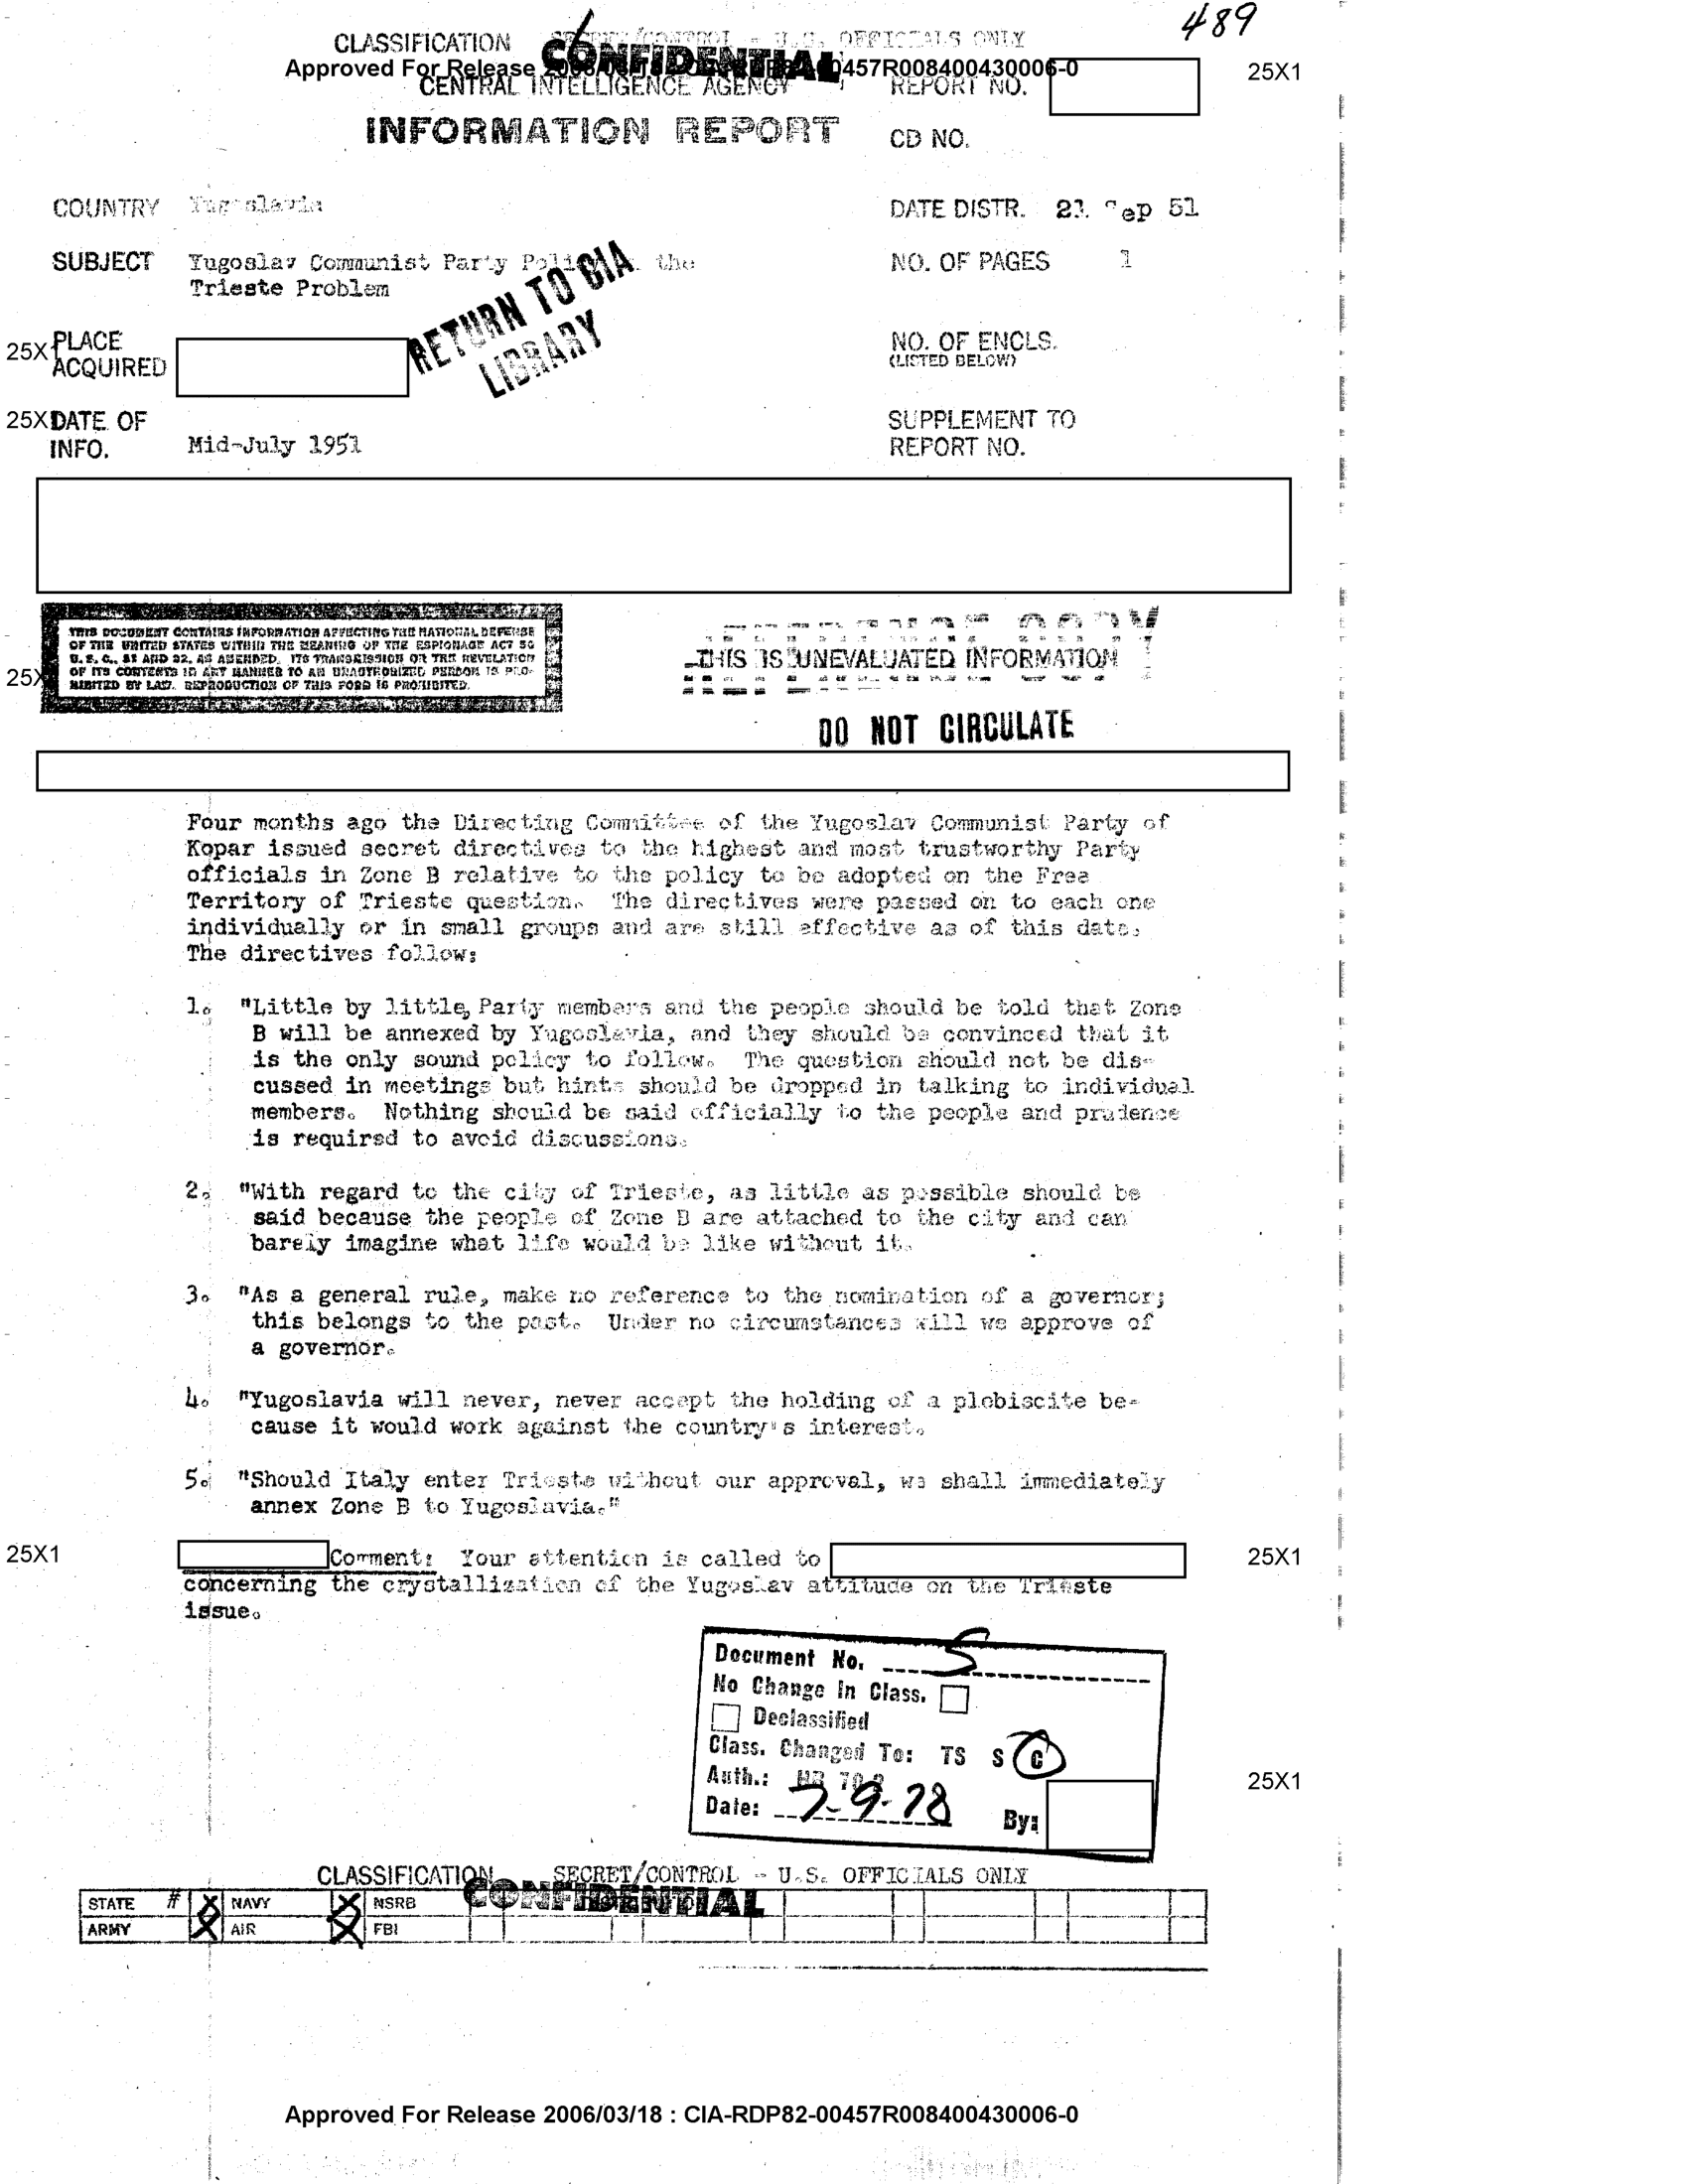 489
CLASSIFICATION SECRET/CONTROL - U.S. OFFICIALS ONLY
CONFIDENTIAL
Approved For Release 2006/03/18 : CIA-RDP82-00457R008400430006-0
25X1
CENTRAL INTELLIGENCE AGENCY
REPORT NO.
INFORMATION REPORT
CD NO.
COUNTRY Yugoslavia
DATE DISTR. Sep 51
SUBJECT Yugoslav Communist Party the
Trieste Problem
NO. OF PAGES 1
RETURN TO CIA
LIBRARY
25X1 PLACE
ACQUIRED
NO. OF ENCLS.
(LISTED BELOW)
25X DATE OF
INFO. Mid-July 1951
SUPPLEMENT TO
REPORT NO.
THIS DOCUMENT CONTAINS INFORMATION AFFECTING THE NATIONAL DEFENSE
OF THE UNITED STATES WITHIN THE MEANING OF THE ESPIONAGE ACT 50
U. S. C., 31 AND 32, AS AMENDED. ITS TRANSMISSION OR THE REVELATION
OF ITS CONTENTS IN ANY MANNER TO AN UNAUTHORIZED PERSON IS PRO-
HIBITED BY LAW. REPRODUCTION OF THIS FORM IS PROHIBITED.
25X
COPY
THIS IS UNEVALUATED INFORMATION
DO NOT CIRCULATE
Four months ago the Directing Committee of the Yugoslav Communist Party of
Kopar issued secret directives to the highest and most trustworthy Party
officials in Zone B relative to the policy to be adopted on the Free
Territory of Trieste question. The directives were passed on to each one
individually or in small groups and are still effective as of this date.
The directives follow:
1. "Little by little, Party members and the people should be told that Zone
B will be annexed by Yugoslavia, and they should be convinced that it
is the only sound policy to follow. The question should not be dis-
cussed in meetings but hints should be dropped in talking to individual
members. Nothing should be said officially to the people and prudence
is required to avoid discussions.
2. "With regard to the city of Trieste, as little as possible should be
said because the people of Zone B are attached to the city and can
barely imagine what life would be like without it.
3. "As a general rule, make no reference to the nomination of a governor;
this belongs to the past. Under no circumstances will we approve of
a governor.
4. "Yugoslavia will never, never accept the holding of a plebiscite be-
cause it would work against the country's interest.
5. "Should Italy enter Trieste without our approval, we shall immediately
annex Zone B to Yugoslavia."
25X1
Comment: Your attention is called to
25X1
concerning the crystallization of the Yugoslav attitude on the Trieste
issue.
Document No. 5
No Change In Class.
Declassified
Class. Changed To: TS S C
Auth.: HR 70-2
Date: 7-9-78 By:
25X1
CLASSIFICATION SECRET/CONTROL - U.S. OFFICIALS ONLY
CONFIDENTIAL
STATE # X NAVY X NSRB
ARMY X AIR X FBI
Approved For Release 2006/03/18 : CIA-RDP82-00457R008400430006-0